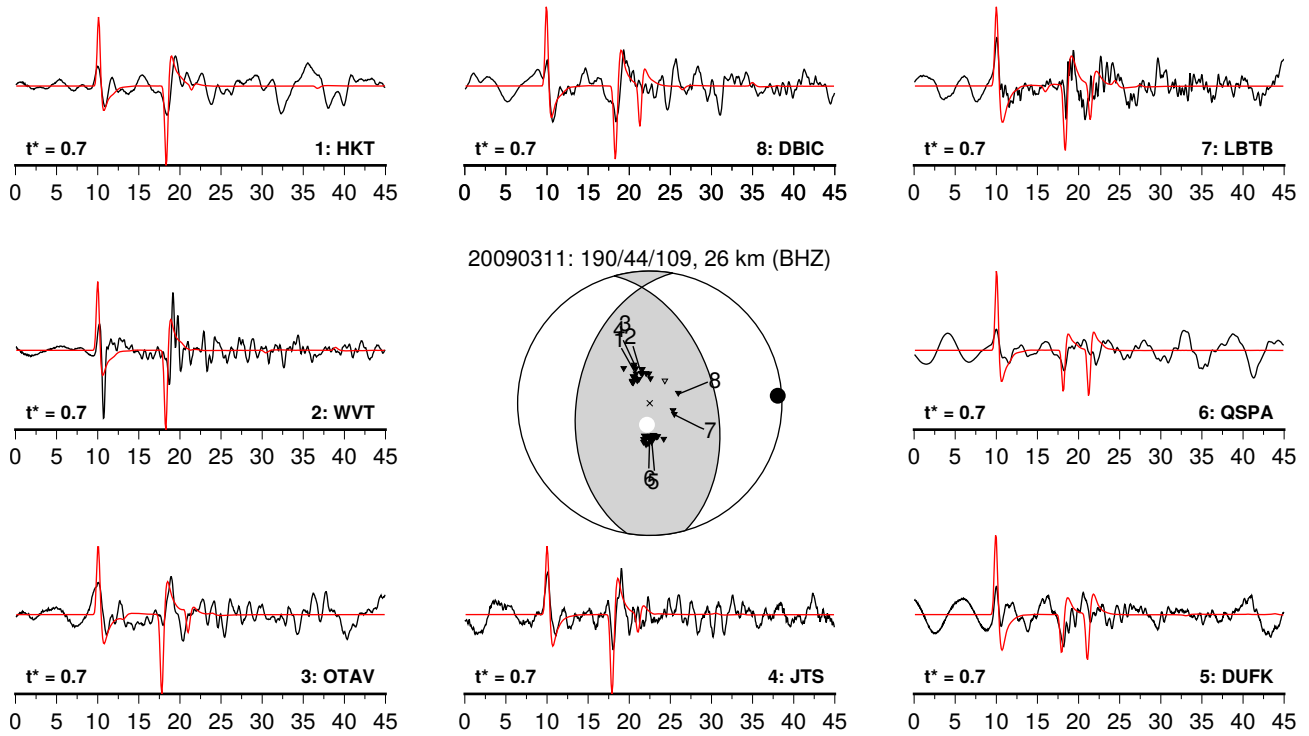 t* = 0.7 1: HKT
0 5 10 15 20 25 30 35 40 45
t* = 0.7 8: DBIC
0 5 10 15 20 25 30 35 40 45
t* = 0.7 7: LBTB
0 5 10 15 20 25 30 35 40 45
t* = 0.7 2: WVT
0 5 10 15 20 25 30 35 40 45
20090311: 190/44/109, 26 km (BHZ)
3
4
1
2
8
7
6
5
t* = 0.7 6: QSPA
0 5 10 15 20 25 30 35 40 45
t* = 0.7 3: OTAV
0 5 10 15 20 25 30 35 40 45
t* = 0.7 4: JTS
0 5 10 15 20 25 30 35 40 45
t* = 0.7 5: DUFK
0 5 10 15 20 25 30 35 40 45